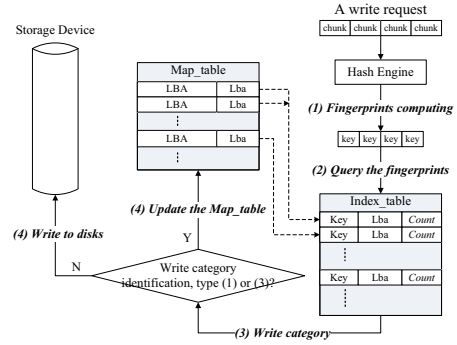 A write request
chunk chunk chunk chunk
Storage Device
Hash Engine
Map_table
LBA Lba
LBA Lba
LBA Lba
(1) Fingerprints computing
key key key key
(2) Query the fingerprints
Index_table
Key Lba Count
Key Lba Count
Key Lba Count
(4) Update the Map_table
(4) Write to disks
Y
N
Write category
identification, type (1) or (3)?
(3) Write category